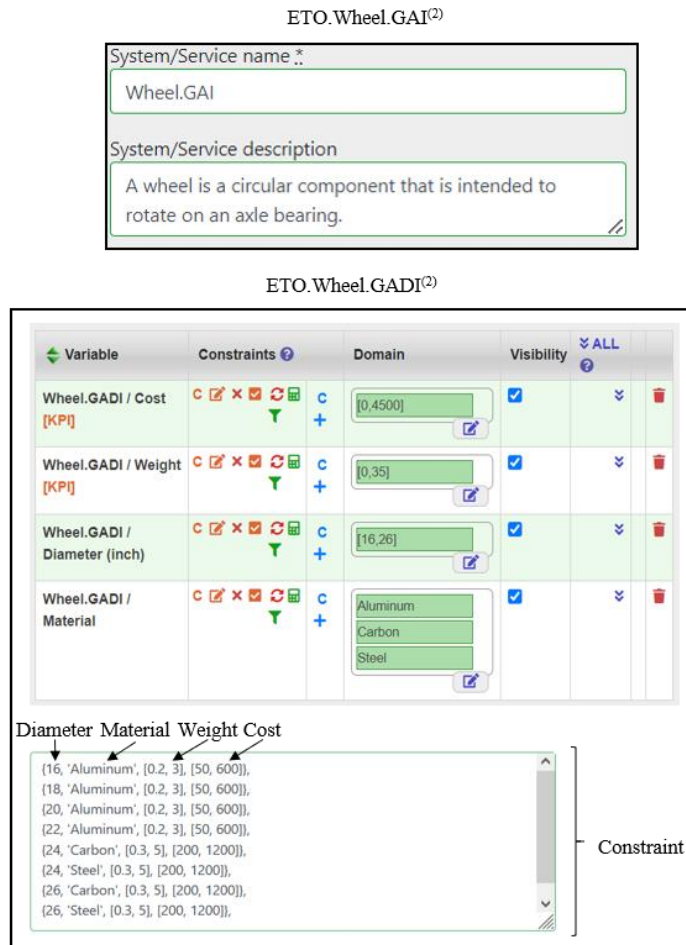 ETO.Wheel.GAI(2)
System/Service name *
Wheel.GAI
System/Service description
A wheel is a circular component that is intended to
rotate on an axle bearing.
ETO.Wheel.GADI(2)
Variable Constraints ? Domain Visibility ALL ?
Wheel.GADI / Cost
[KPI]
C C
[0,4500]
Wheel.GADI / Weight
[KPI]
C C
[0,35]
Wheel.GADI /
Diameter (inch)
C C
[16,26]
Wheel.GADI /
Material
C C
Aluminum
Carbon
Steel
Diameter Material Weight Cost
{16, 'Aluminum', [0.2, 3], [50, 600]},
{18, 'Aluminum', [0.2, 3], [50, 600]},
{20, 'Aluminum', [0.2, 3], [50, 600]},
{22, 'Aluminum', [0.2, 3], [50, 600]},
{24, 'Carbon', [0.3, 5], [200, 1200]},
{24, 'Steel', [0.3, 5], [200, 1200]},
{26, 'Carbon', [0.3, 5], [200, 1200]},
{26, 'Steel', [0.3, 5], [200, 1200]},
Constraint